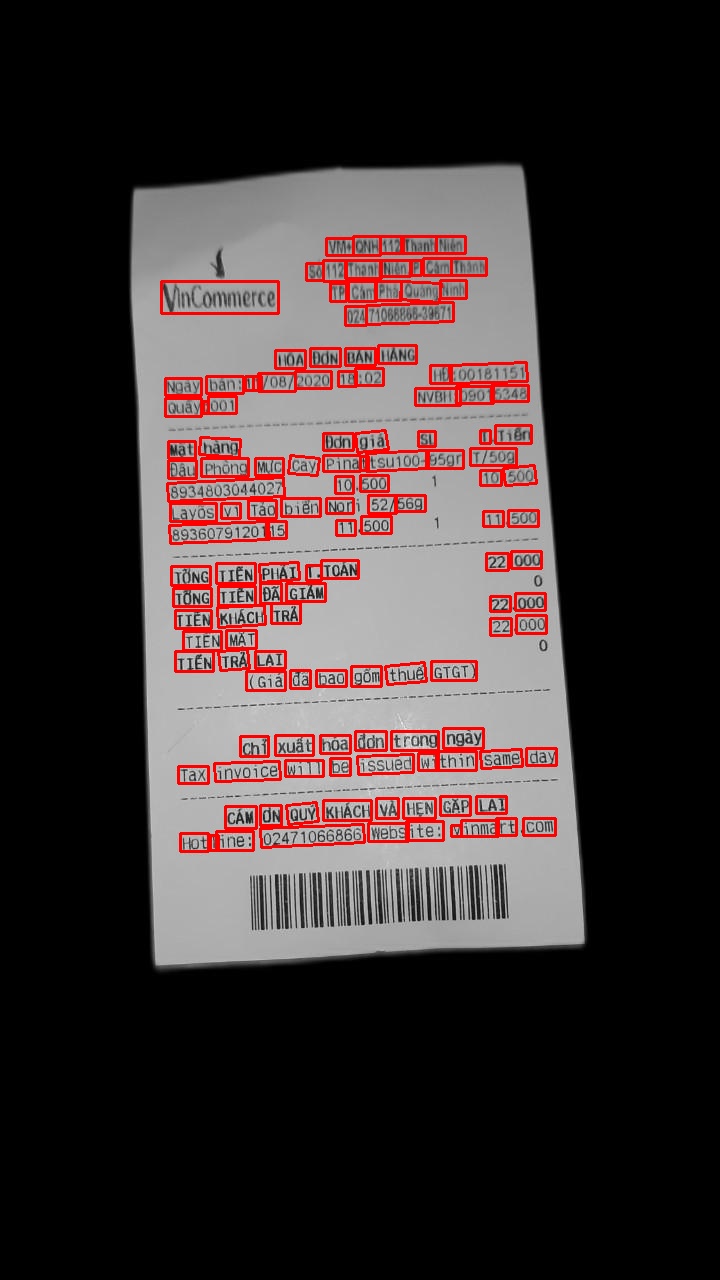 VinCommerce
VM+ QNH 112 Thanh Niên
Số 112 Thanh Niên, P. Cẩm Thành
TP. Cẩm Phả, Quảng Ninh
024.71066866-39671
HÓA ĐƠN BÁN HÀNG
Ngày bán: /08/2020 18:02 HĐ:00181151
Quầy:001 NVBH:09015348
Mặt hàng Đơn giá SL T.Tiền
Đậu Phộng MỰC Cay Pinattsu100-95gr T/50g
8934803044027 10.500 1 10.500
Layõs vị Tảo biển Nori 52/56g
8936079120115 11.500 1 11.500
TỔNG TIỀN PHẢI T.TOÁN 22.000
TỔNG TIỀN ĐÃ GIẢM 0
TIỀN KHÁCH TRẢ 22.000
TIỀN MẶT 22.000
TIỀN TRẢ LẠI 0
(Giá đã bao gồm thuế GTGT)
Chỉ xuất hóa đơn trong ngày
Tax invoice will be issued within same day
CẢM ƠN QUÝ KHÁCH VÀ HẸN GẶP LẠI
Hotline: 02471066866 Website: vinmart.com